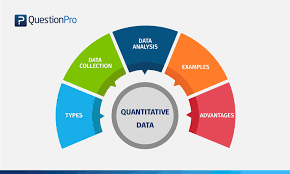 QuestionPro
DATA
ANALYSIS
DATA
COLLECTION
EXAMPLES
TYPES
ADVANTAGES
QUANTITATIVE
DATA